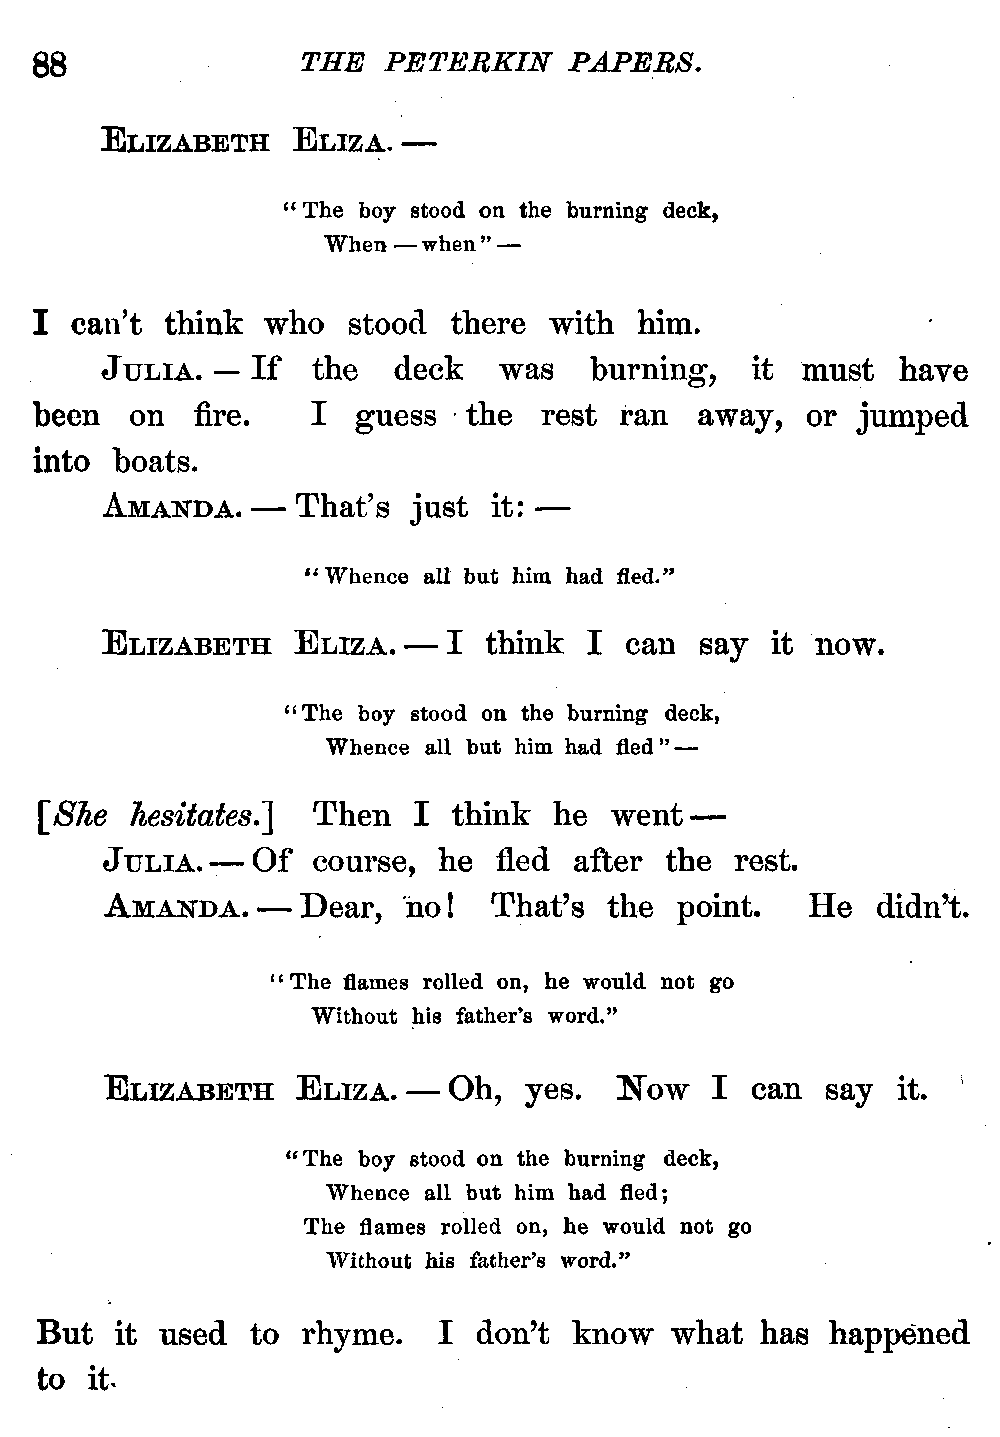 88 THE PETERKIN PAPERS.
ELIZABETH ELIZA. —
“The boy stood on the burning deck,
When — when” —
I can’t think who stood there with him.
JULIA. — If the deck was burning, it must have
been on fire. I guess the rest ran away, or jumped
into boats.
AMANDA. — That’s just it: —
“Whence all but him had fled.”
ELIZABETH ELIZA. — I think I can say it now.
“The boy stood on the burning deck,
Whence all but him had fled” —
[She hesitates.] Then I think he went —
JULIA. — Of course, he fled after the rest.
AMANDA. — Dear, no! That’s the point. He didn’t.
“The flames rolled on, he would not go
Without his father’s word.”
ELIZABETH ELIZA. — Oh, yes. Now I can say it.
“The boy stood on the burning deck,
Whence all but him had fled;
The flames rolled on, he would not go
Without his father’s word.”
But it used to rhyme. I don’t know what has happened
to it.